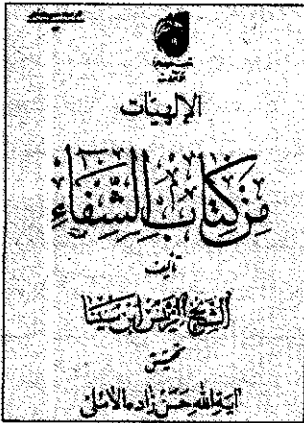 الإلهيات
من كتاب الشفاء
تأليف
الشيخ الرئيس ابن سينا
تحقيق
آية الله حسن زاده الآملي